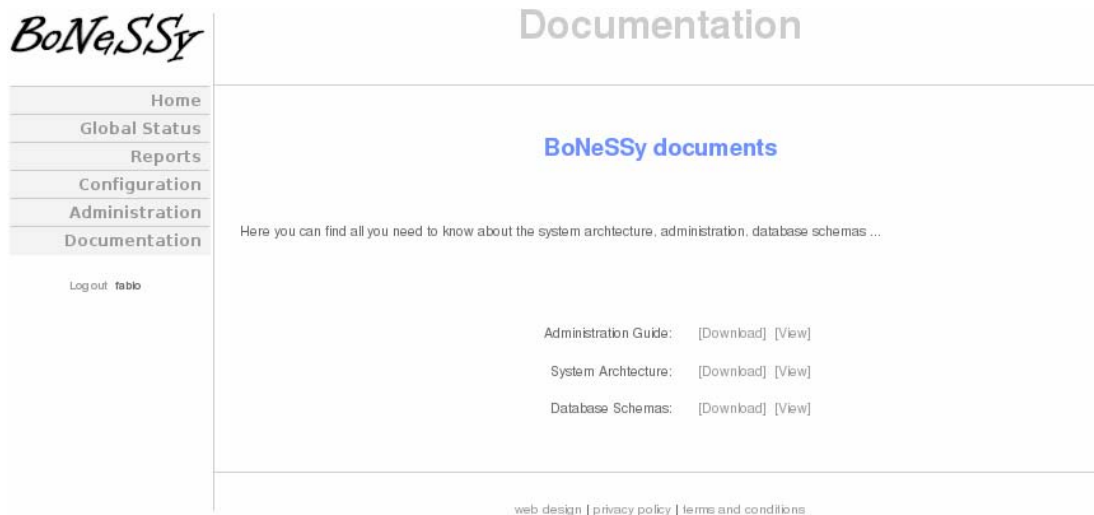 BoNeSSy
Documentation
Home
Global Status
Reports
Configuration
Administration
Documentation
Logout fabio
BoNeSSy documents
Here you can find all you need to know about the system archtecture, administration, database schemas ...
Administration Guide: [Download] [View]
System Archtecture: [Download] [View]
Database Schemas: [Download] [View]
web design | privacy policy | terms and conditions